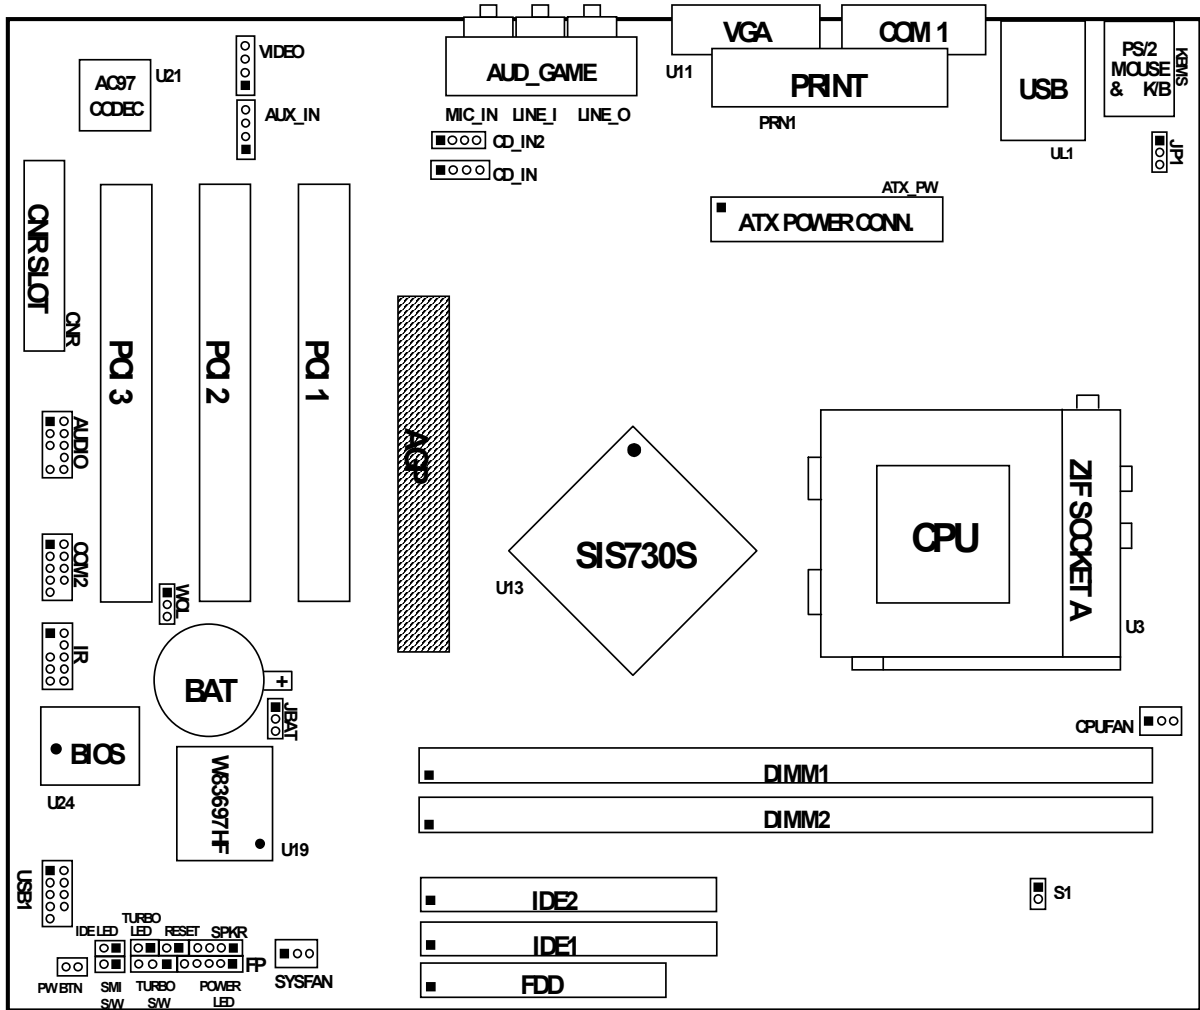 VGA
COM 1
VIDEO
U21
AC97
CODEC
AUD_GAME
U11
PRINT
USB
PS/2
MOUSE
& K/B
KBMS
AUX_IN
MIC_IN LINE_I LINE_O
PRN1
CD_IN2
UL1
JP1
CD_IN
ATX_PW
ATX POWER CONN.
CNR SLOT
CNR
PCI 3
PCI 2
PCI 1
AGP
AUDIO
SIS730S
U13
CPU
ZIF SOCKET A
U3
COM2
WOL
IR
BAT
+
JBAT
CPUFAN
BIOS
U24
W83697HF
U19
DIMM1
DIMM2
USB1
IDE2
S1
TURBO
IDE LED LED RESET SPKR
IDE1
FP
SYSFAN
FDD
PW BTN SMI TURBO POWER
S/W S/W LED